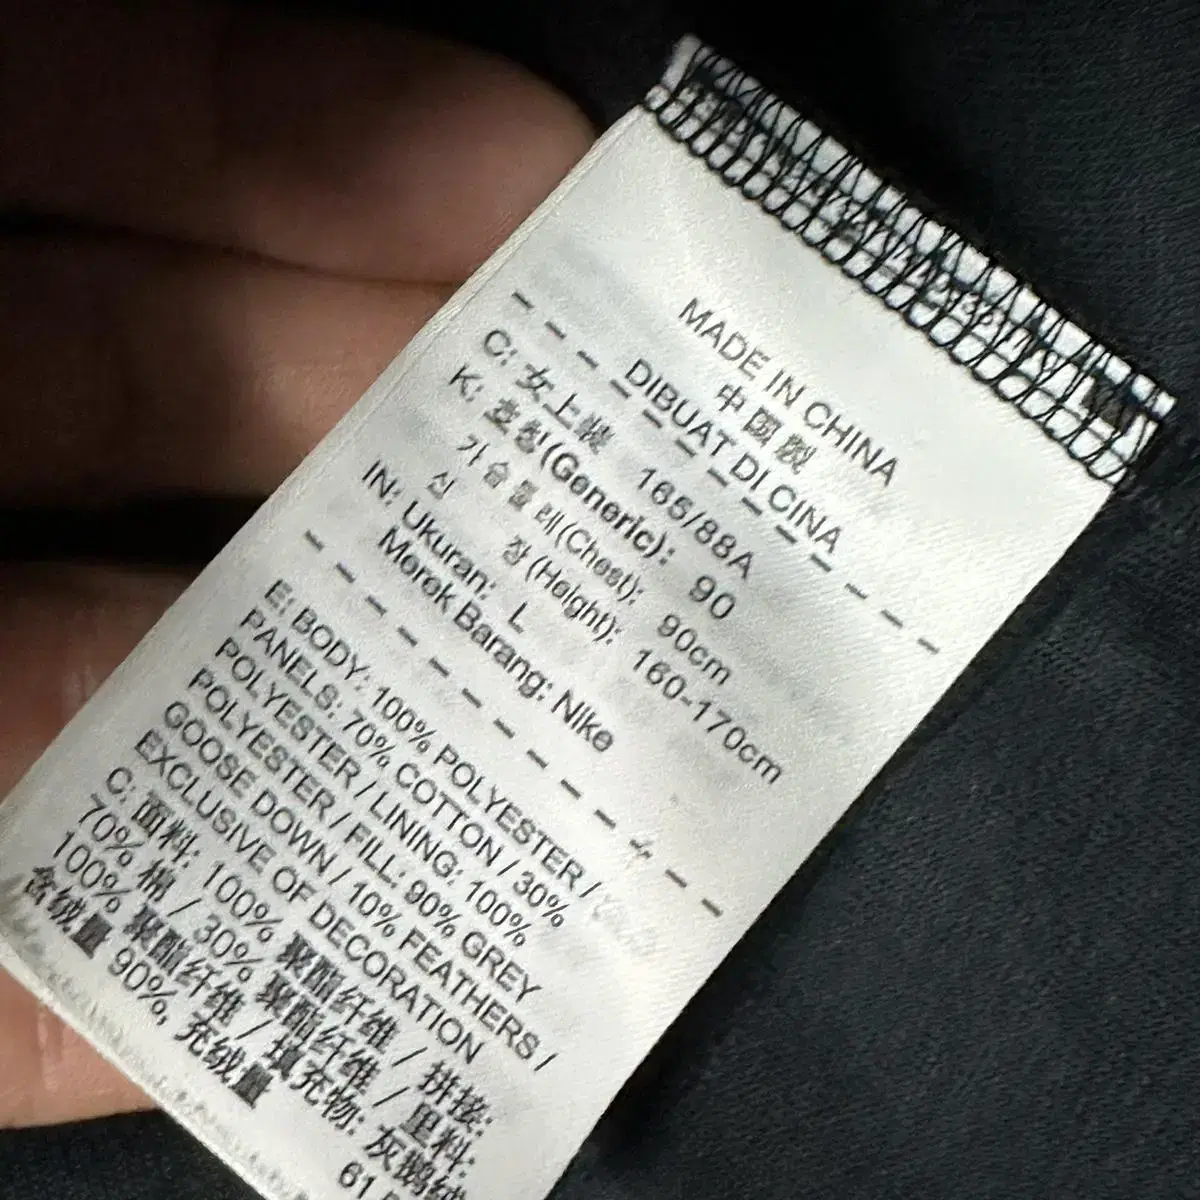 MADE IN CHINA
中国製
DIBUAT DI CINA
C: 女上装 165/88A
K: 호칭(Generic): 90
가슴둘레(Chest): 90cm
신 장(Height): 160-170cm
IN: Ukuran: L
Merek Barang: Nike
E: BODY: 100% POLYESTER /
PANELS: 70% COTTON / 30%
POLYESTER / LINING: 100%
POLYESTER / FILL: 90% GREY
GOOSE DOWN / 10% FEATHERS /
EXCLUSIVE OF DECORATION
C: 面料: 100% 聚酯纤维 / 拼接:
70% 棉 / 30% 聚酯纤维 / 里料:
100% 聚酯纤维 / 填充物: 灰鹅绒
含绒量 90%, 充绒量